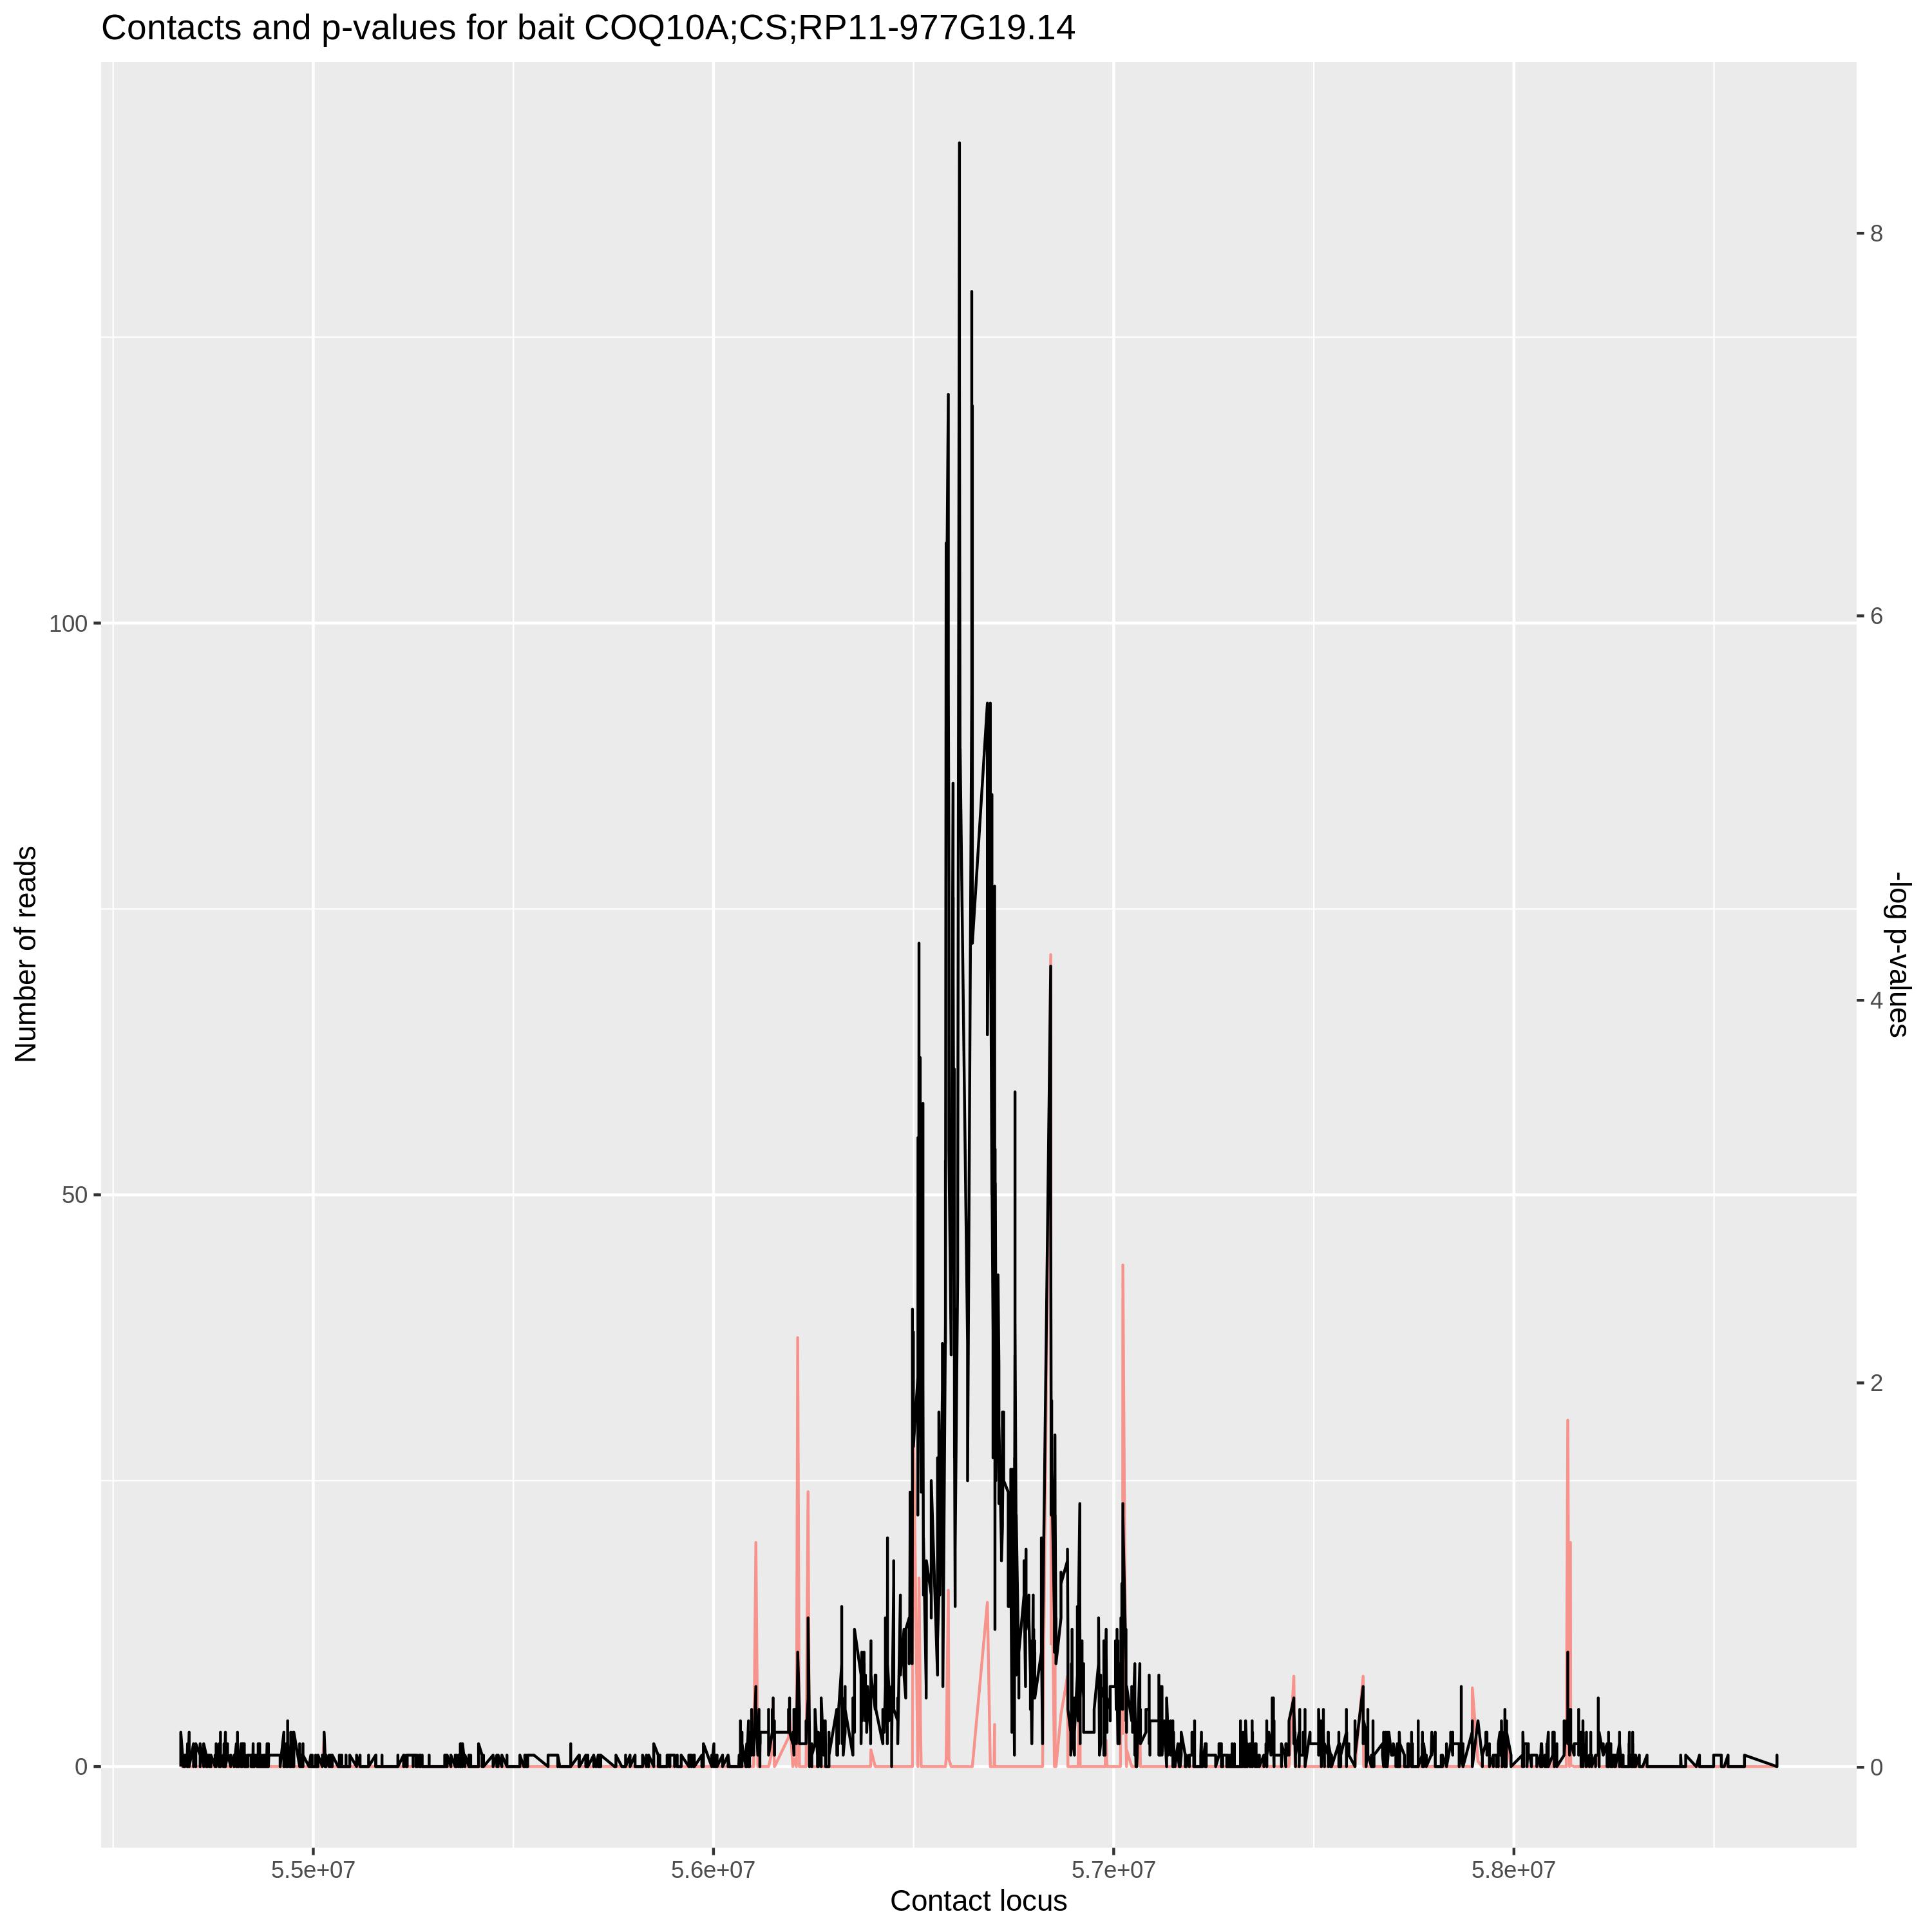 Contacts and p-values for bait COQ10A;CS;RP11-977G19.14
Number of reads
100
50
0
8
6
4
2
0
-log p-values
5.5e+07
5.6e+07
5.7e+07
5.8e+07
Contact locus